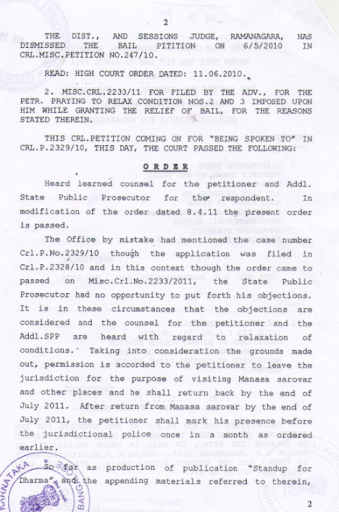 2
THE DIST., AND SESSIONS JUDGE, RAMANAGARA, HAS
DISMISSED THE BAIL PITITION ON 6/5/2010 IN
CRL.MISC.PETITION NO.247/10.
READ: HIGH COURT ORDER DATED: 11.06.2010.
2. MISC.CRL.2233/11 FOR FILED BY THE ADV., FOR THE
PETR. PRAYING TO RELAX CONDITION NOS.2 AND 3 IMPOSED UPON
HIM WHILE GRANTING THE RELIEF OF BAIL, FOR THE REASONS
STATED THEREIN.
THIS CRL.PETITION COMING ON FOR "BEING SPOKEN TO" IN
CRL.P.2329/10, THIS DAY, THE COURT PASSED THE FOLLOWING:
O R D E R
Heard learned counsel for the petitioner and Addl.
State Public Prosecutor for the respondent. In
modification of the order dated 8.4.11 the present order
is passed.
The Office by mistake had mentioned the case number
Crl.P.No.2329/10 though the application was filed in
Crl.P.2328/10 and in this context though the order came to
passed on Misc.Crl.No.2233/2011, the State Public
Prosecutor had no opportunity to put forth his objections.
It is in these circumstances that the objections are
considered and the counsel for the petitioner and the
Addl.SPP are heard with regard to relaxation of
conditions. Taking into consideration the grounds made
out, permission is accorded to the petitioner to leave the
jurisdiction for the purpose of visiting Manasa sarovar
and other places and he shall return back by the end of
July 2011. After return from Manasa sarovar by the end of
July 2011, the petitioner shall mark his presence before
the jurisdictional police once in a month as ordered
earlier.
So far as production of publication "Standup for
Dharma" and the appending materials referred to therein,
KARNATAKA
2